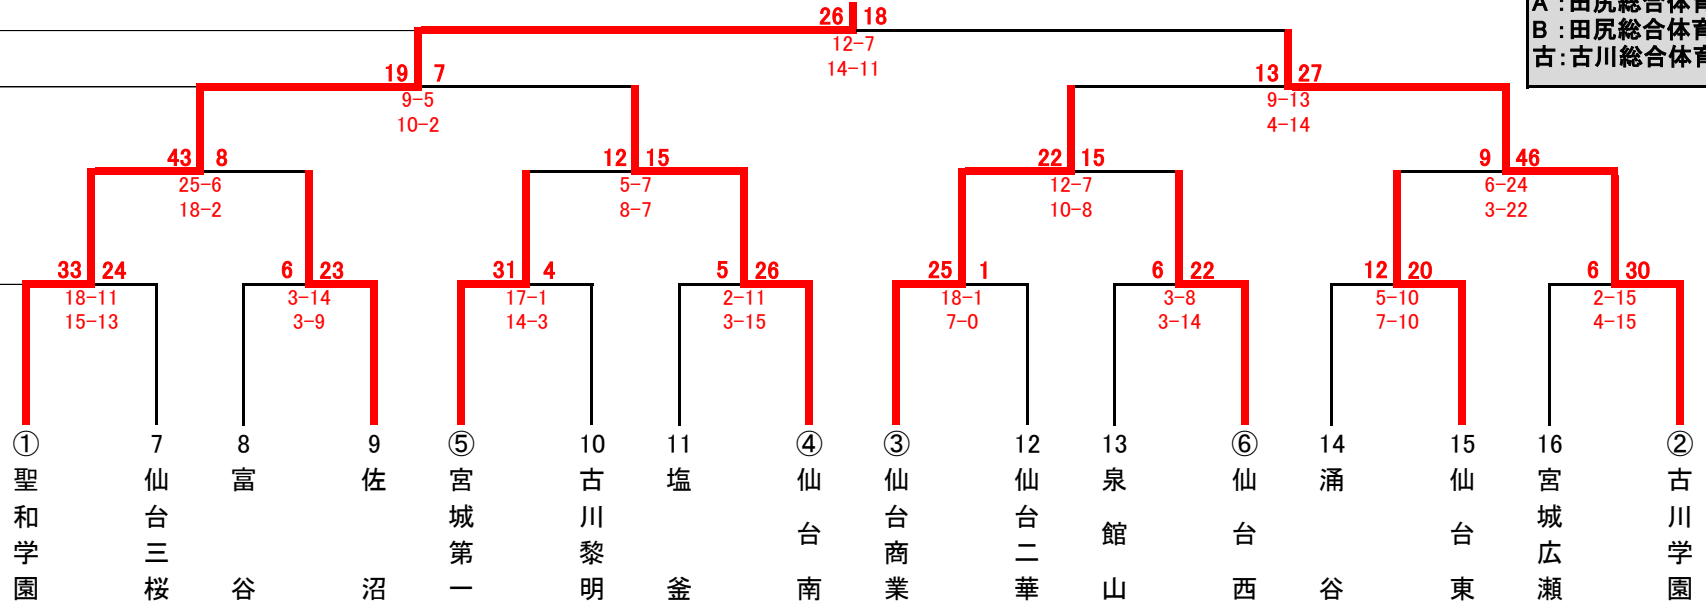 26 18
12-7
14-11
A：田尻総合体育
B：田尻総合体育
古：古川総合体育
19 7
9-5
10-2
13 27
9-13
4-14
43 8
25-6
18-2
12 15
5-7
8-7
22 15
12-7
10-8
9 46
6-24
3-22
33 24
18-11
15-13
6 23
3-14
3-9
31 4
17-1
14-3
5 26
2-11
3-15
25 1
18-1
7-0
6 22
3-8
3-14
12 20
5-10
7-10
6 30
2-15
4-15
① 聖和学園
7 仙台三桜
8 富谷
9 佐沼
⑤ 宮城第一
10 古川黎明
11 塩釜
④ 仙台南
③ 仙台商業
12 仙台二華
13 泉館山
⑥ 仙台西
14 涌谷
15 仙台東
16 宮城広瀬
② 古川学園